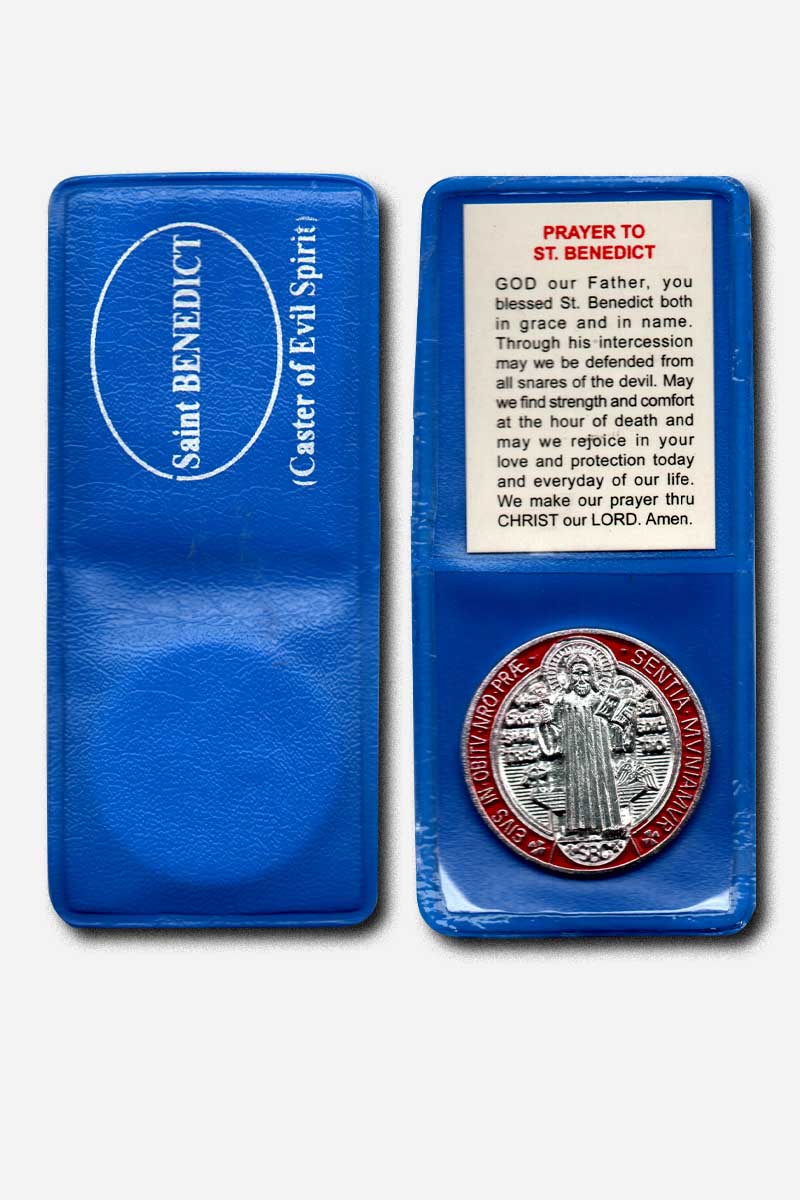 Saint BENEDICT
(Caster of Evil Spirit)
PRAYER TO
ST. BENEDICT
GOD our Father, you
blessed St. Benedict both
in grace and in name.
Through his intercession
may we be defended from
all snares of the devil. May
we find strength and comfort
at the hour of death and
may we rejoice in your
love and protection today
and everyday of our life.
We make our prayer thru
CHRIST our LORD. Amen.
EIVS IN OBITV·NRO·PRÆ·SENTIA·MVNIAMVR
SBC